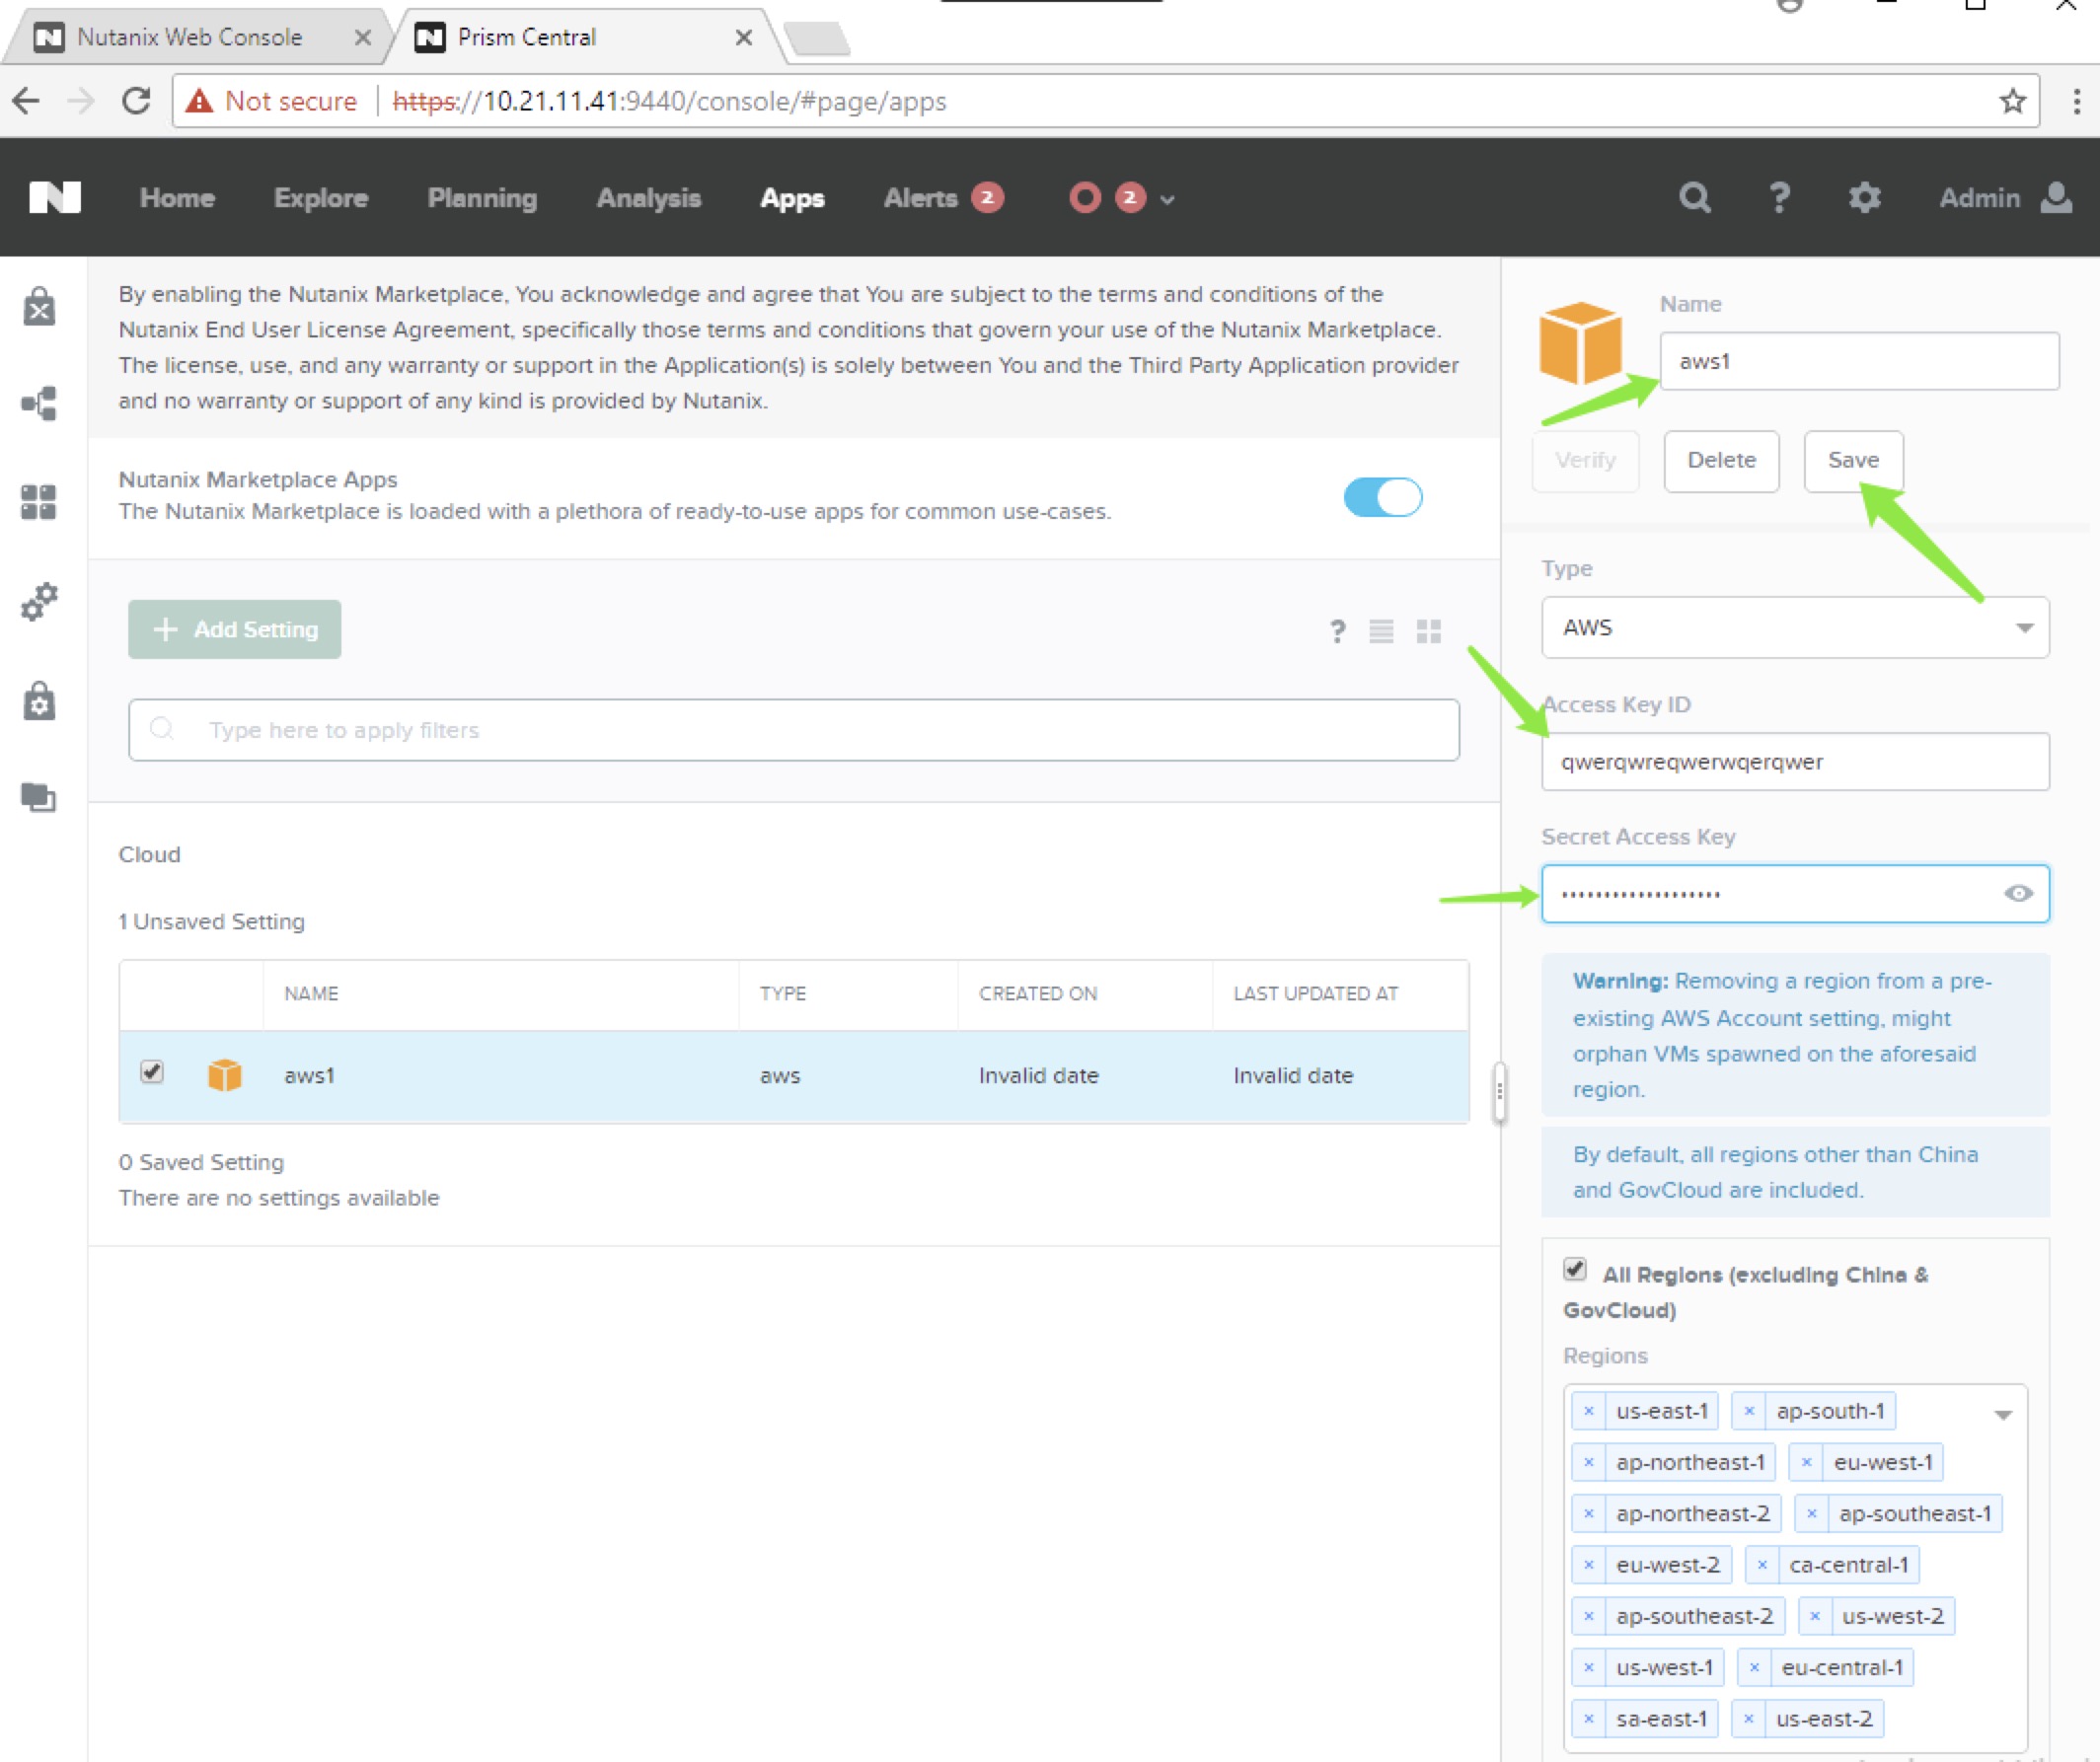 Nutanix Web Console
Prism Central
Not secure
https://10.21.11.41:9440/console/#page/apps
Home Explore Planning Analysis Apps Alerts 2 2 ? Admin
By enabling the Nutanix Marketplace, You acknowledge and agree that You are subject to the terms and conditions of the
Nutanix End User License Agreement, specifically those terms and conditions that govern your use of the Nutanix Marketplace.
The license, use, and any warranty or support in the Application(s) is solely between You and the Third Party Application provider
and no warranty or support of any kind is provided by Nutanix.
Nutanix Marketplace Apps
The Nutanix Marketplace is loaded with a plethora of ready-to-use apps for common use-cases.
+ Add Setting
?
Type here to apply filters
Cloud
1 Unsaved Setting
NAME TYPE CREATED ON LAST UPDATED AT
aws1 aws Invalid date Invalid date
0 Saved Setting
There are no settings available
Name
aws1
Verify Delete Save
Type
AWS
Access Key ID
qwerqwreqwerwqerqwer
Secret Access Key
Warning: Removing a region from a pre-
existing AWS Account setting, might
orphan VMs spawned on the aforesaid
region.
By default, all regions other than China
and GovCloud are included.
All Regions (excluding China &
GovCloud)
Regions
× us-east-1 × ap-south-1
× ap-northeast-1 × eu-west-1
× ap-northeast-2 × ap-southeast-1
× eu-west-2 × ca-central-1
× ap-southeast-2 × us-west-2
× us-west-1 × eu-central-1
× sa-east-1 × us-east-2